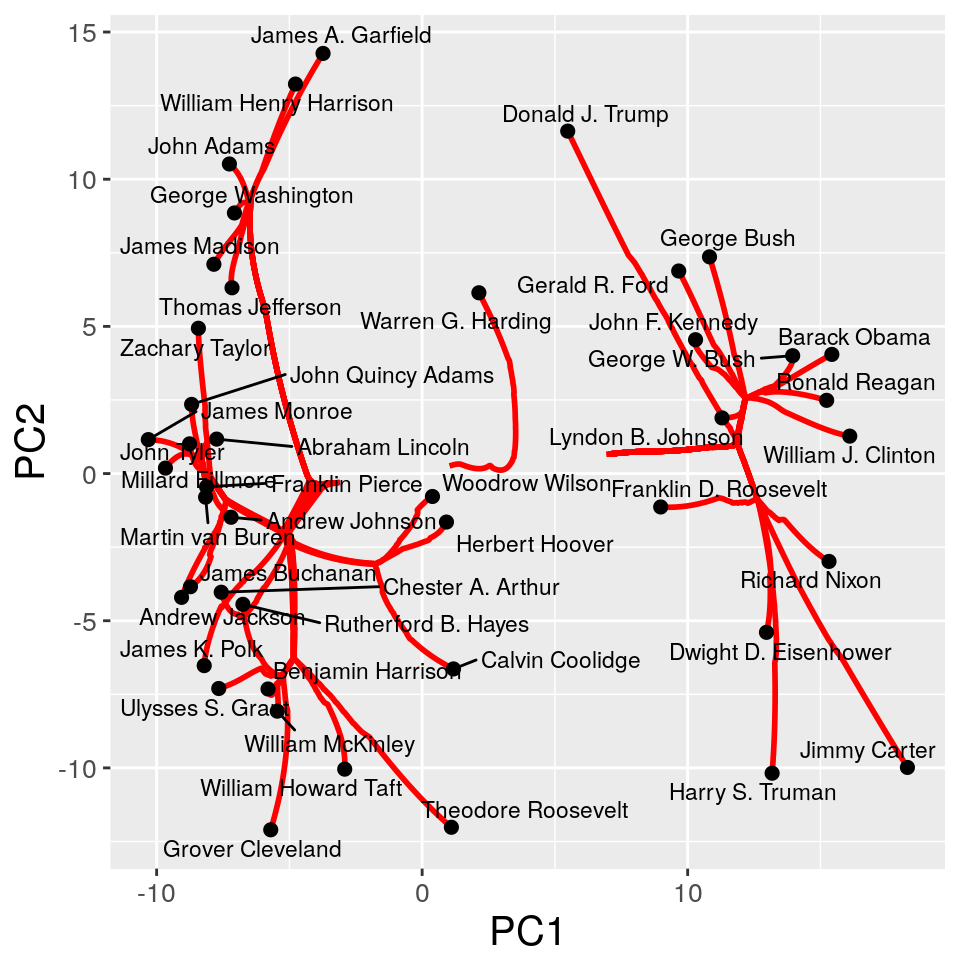 15
James A. Garfield
William Henry Harrison
Donald J. Trump
John Adams
10
George Washington
George Bush
James Madison
Gerald R. Ford
Thomas Jefferson
Warren G. Harding
John F. Kennedy
5
Barack Obama
Zachary Taylor
George W. Bush
John Quincy Adams
Ronald Reagan
James Monroe
Lyndon B. Johnson
John Tyler
Abraham Lincoln
William J. Clinton
0
Millard Fillmore
Franklin Pierce
Woodrow Wilson
Franklin D. Roosevelt
Andrew Johnson
Martin van Buren
Herbert Hoover
James Buchanan
Chester A. Arthur
Richard Nixon
-5
Andrew Jackson
Rutherford B. Hayes
James K. Polk
Dwight D. Eisenhower
Benjamin Harrison
Calvin Coolidge
Ulysses S. Grant
William McKinley
Jimmy Carter
-10
William Howard Taft
Harry S. Truman
Theodore Roosevelt
Grover Cleveland
-10
0
10
PC1
PC2